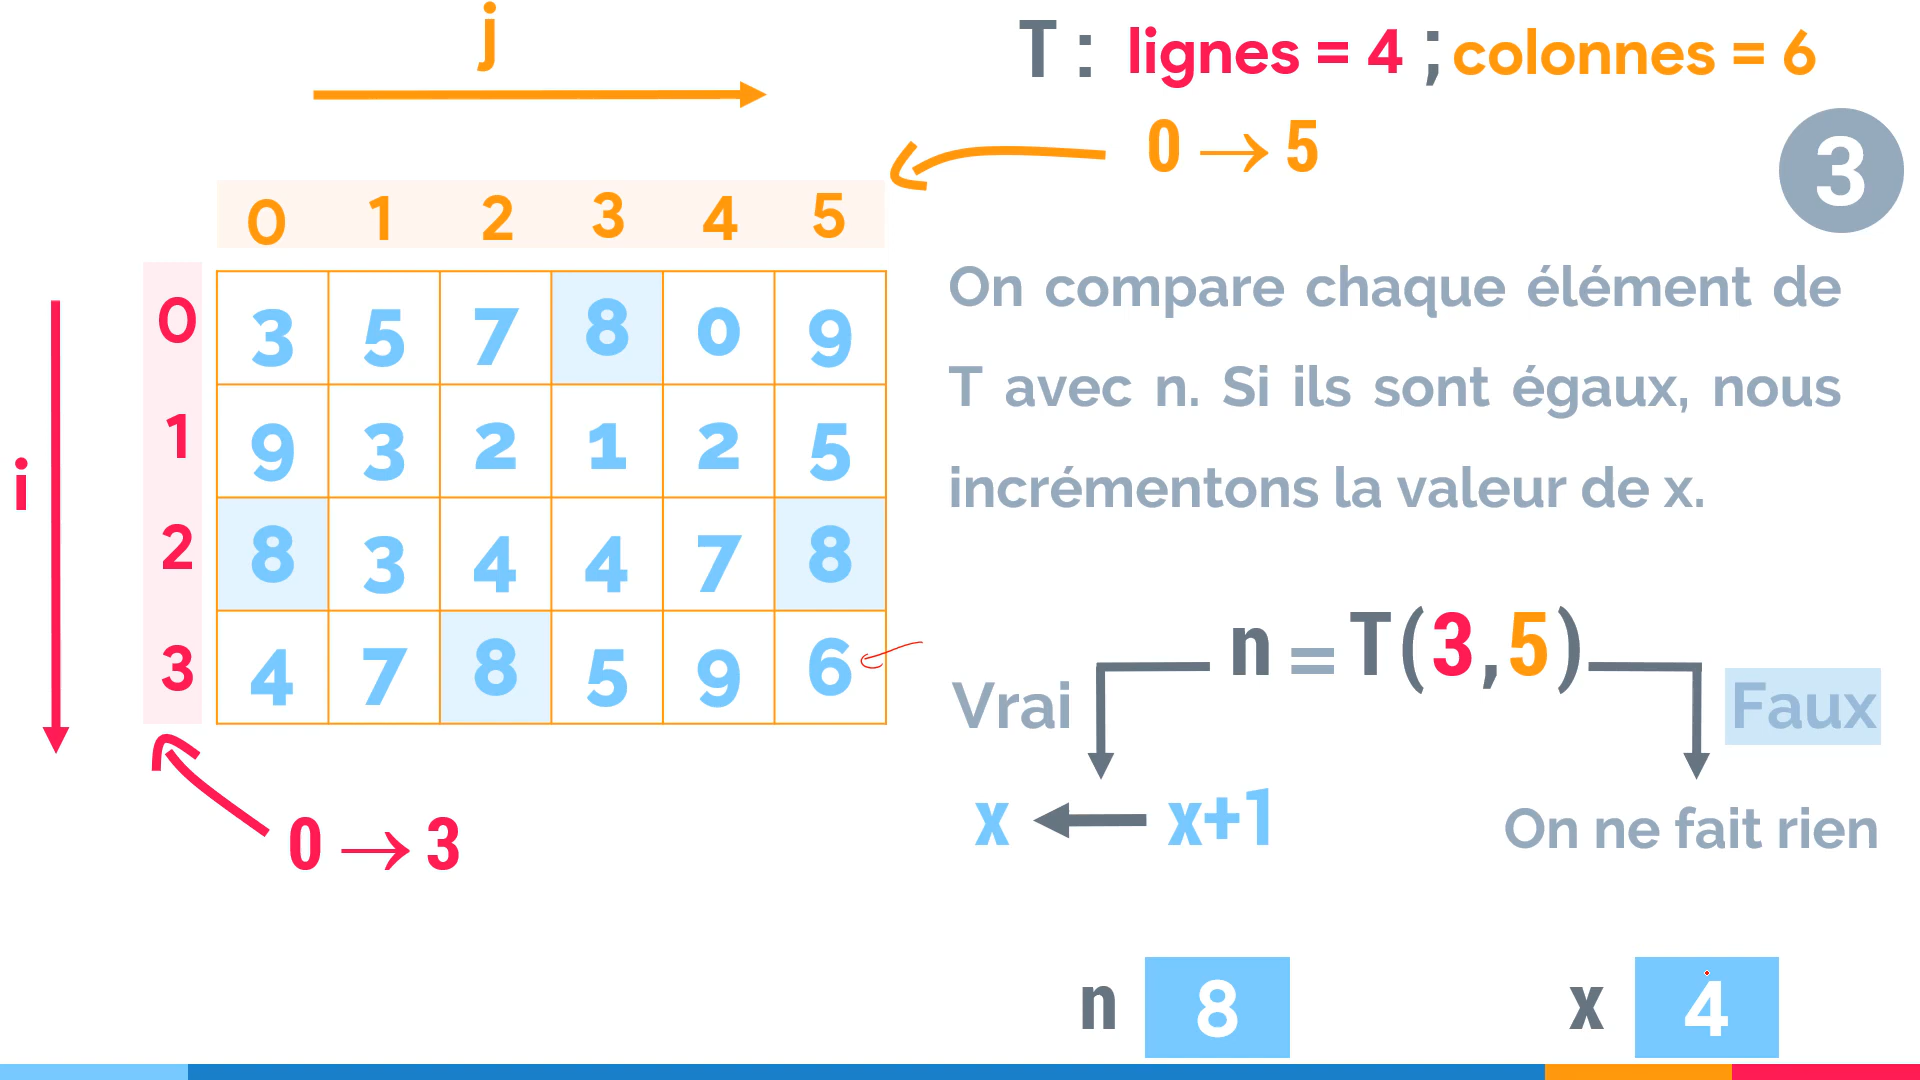 j
T : lignes = 4 ; colonnes = 6
0 → 5
3
0 1 2 3 4 5
0 3 5 7 8 0 9
1 9 3 2 1 2 5
2 8 3 4 4 7 8
3 4 7 8 5 9 6
i
0 → 3
On compare chaque élément de
T avec n. Si ils sont égaux, nous
incrémentons la valeur de x.
n = T(3,5)
Vrai
Faux
x ← x+1
On ne fait rien
n 8
x 4